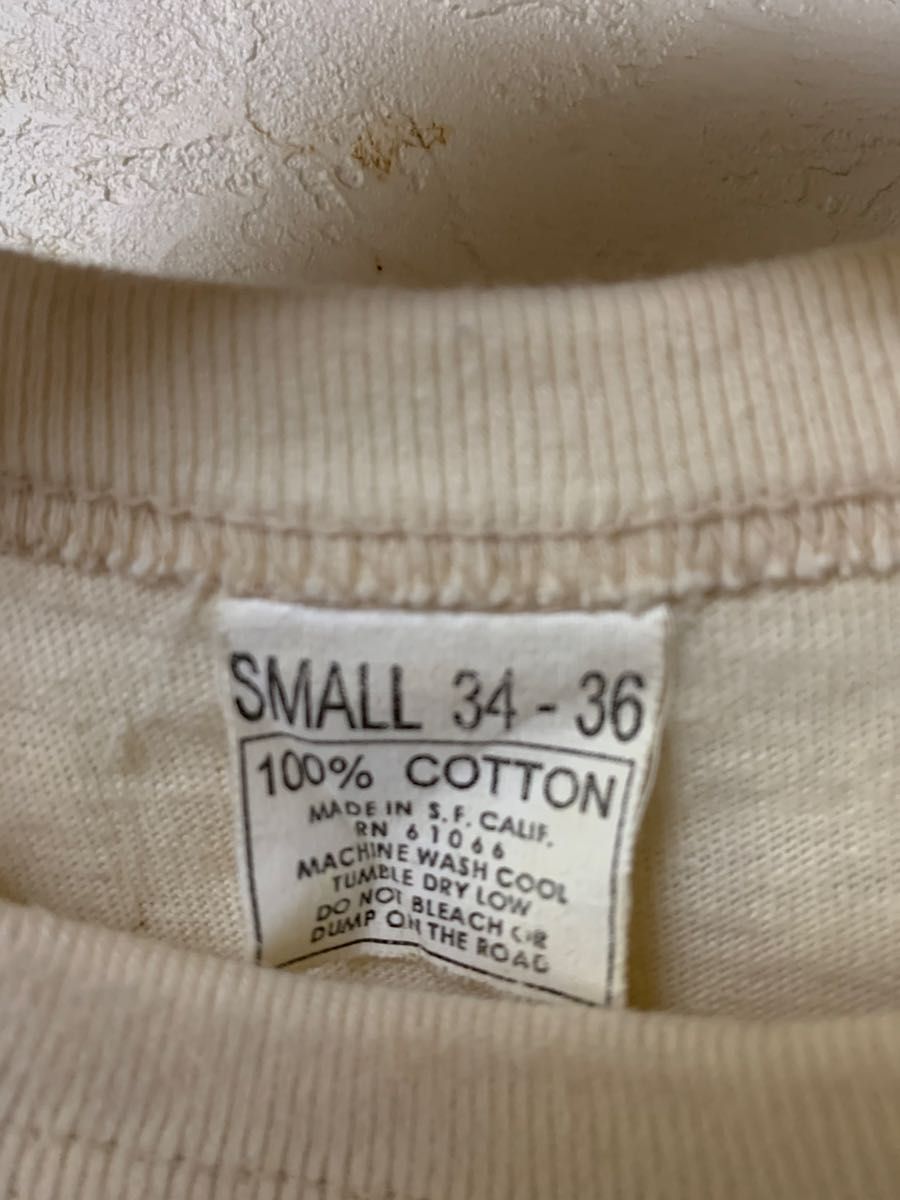 SMALL 34 - 36
100% COTTON
MADE IN S.F. CALIF.
RN 61066
MACHINE WASH COOL
TUMBLE DRY LOW
DO NOT BLEACH OR
DUMP ON THE ROAD